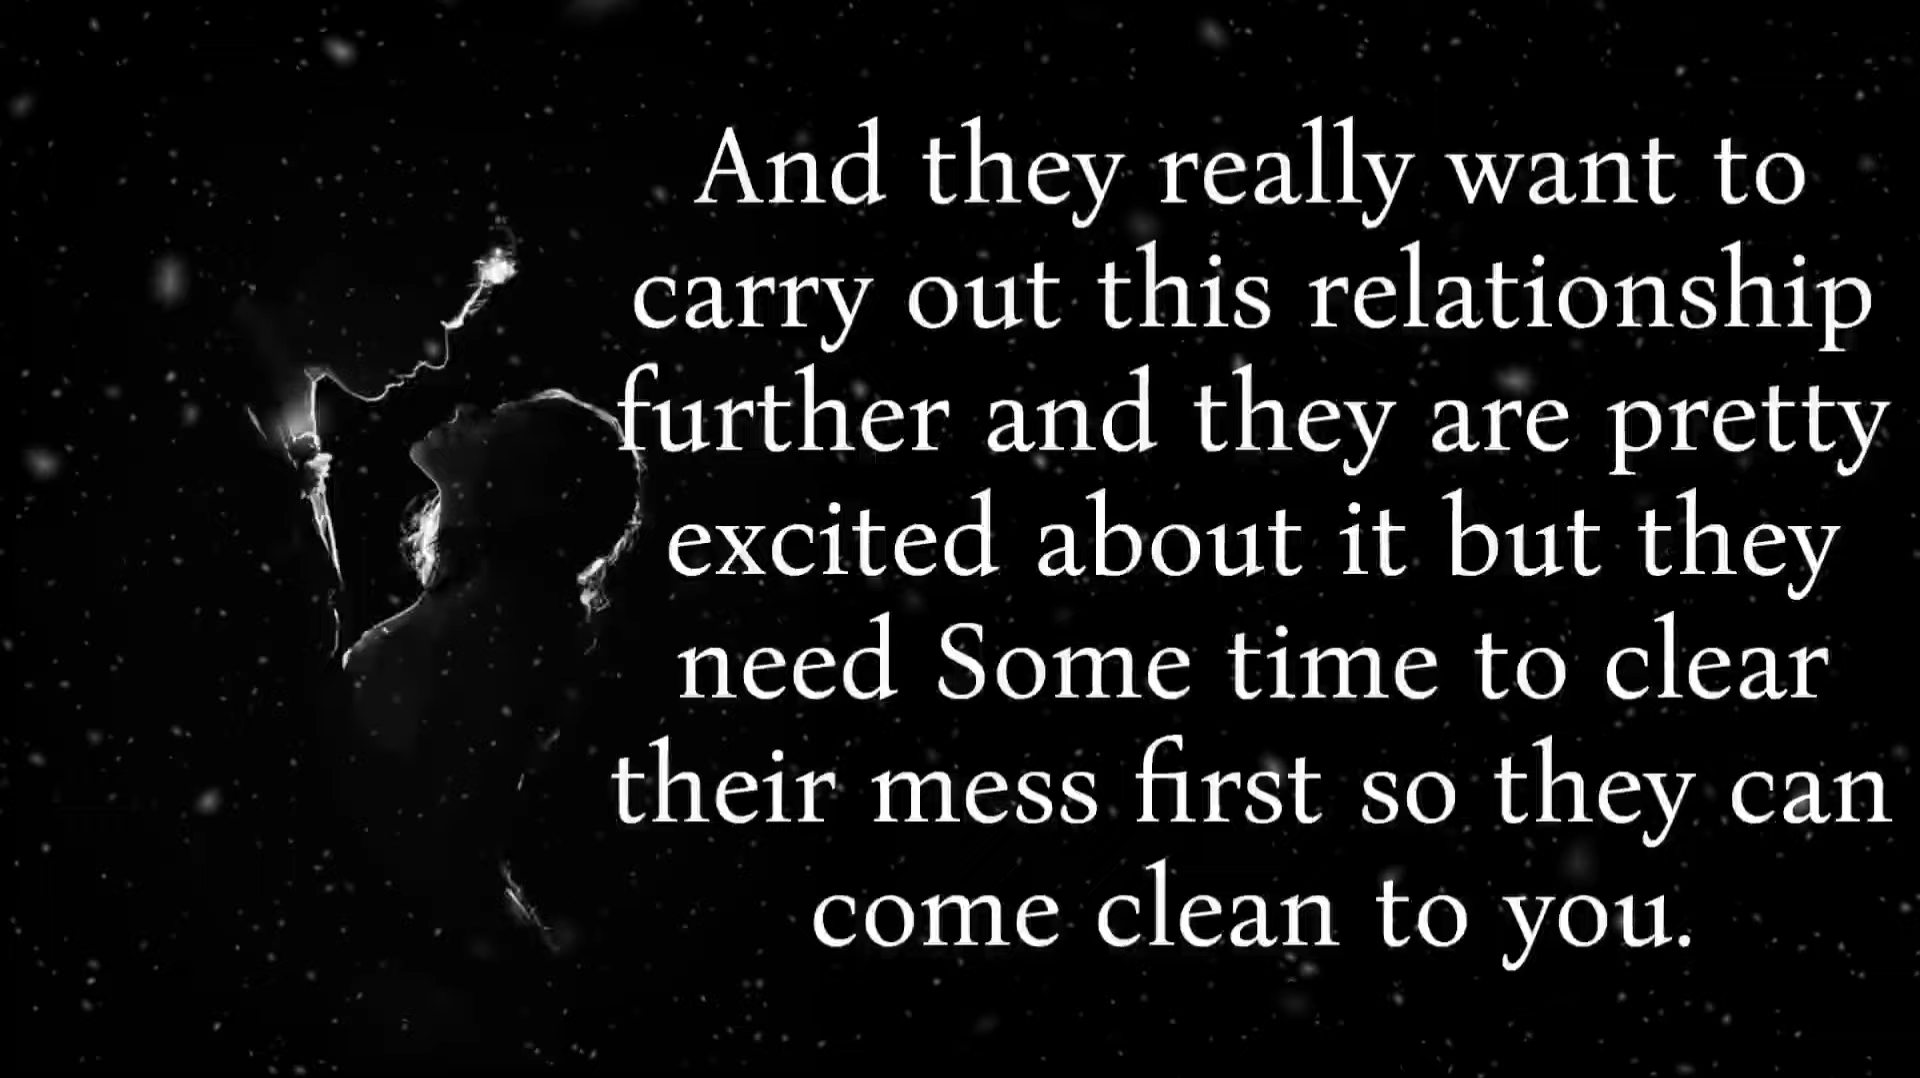 And they really want to
carry out this relationship
further and they are pretty
excited about it but they
need Some time to clear
their mess first so they can
come clean to you.